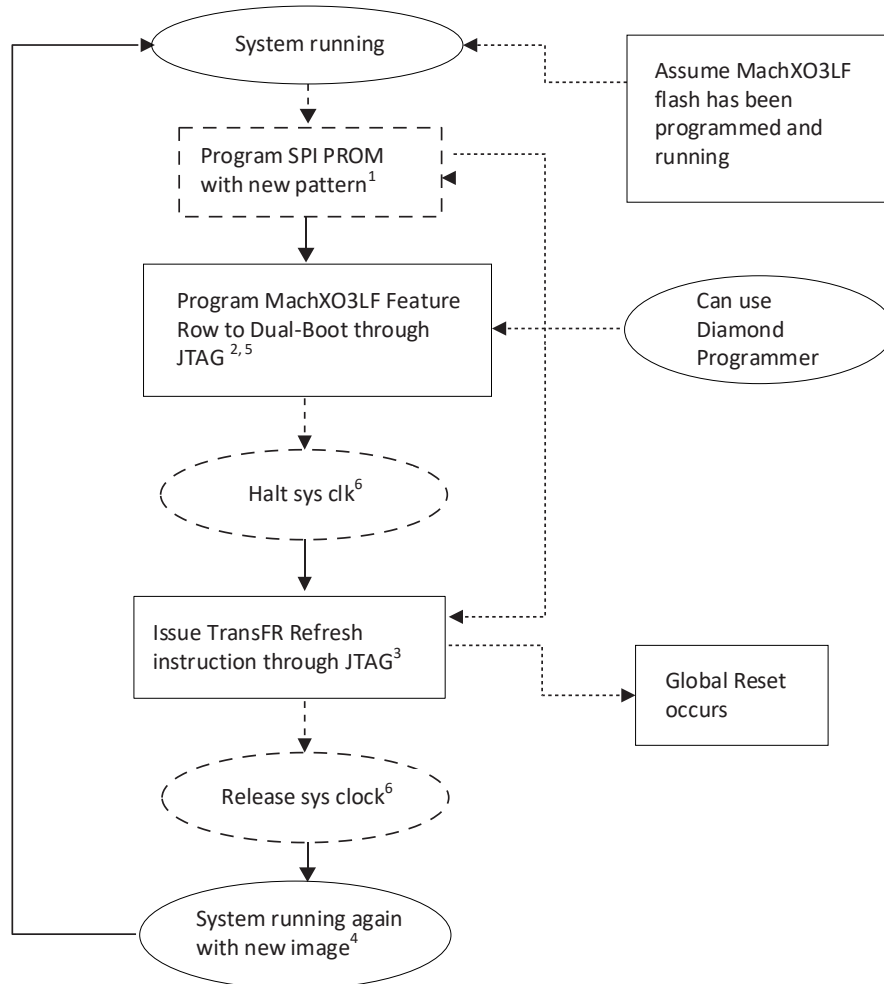 System running
Assume MachXO3LF
flash has been
programmed and
running
Program SPI PROM
with new pattern¹
Program MachXO3LF Feature
Row to Dual-Boot through
JTAG ²˒ ⁵
Can use
Diamond
Programmer
Halt sys clk⁶
Issue TransFR Refresh
instruction through JTAG³
Global Reset
occurs
Release sys clock⁶
System running again
with new image⁴